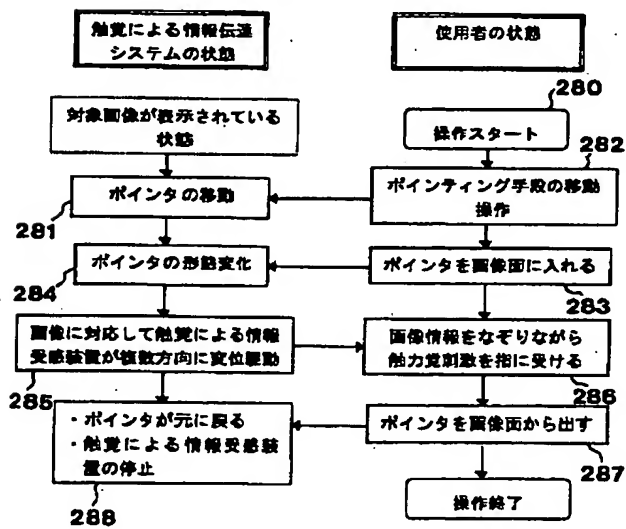 触覚による情報伝達
システムの状態
使用者の状態
280
対象画像が表示されている
状態
操作スタート
282
ポインタの移動
281
ポインティング手段の移動
操作
ポインタの形態変化
284
ポインタを画像面に入れる
283
画像に対応して触覚による情報
受感装置が複数方向に変位駆動
285
画像情報をなぞりながら
触力覚刺激を指に受ける
286
・ポインタが元に戻る
・触覚による情報受感装
置の停止
288
ポインタを画像面から出す
287
操作終了